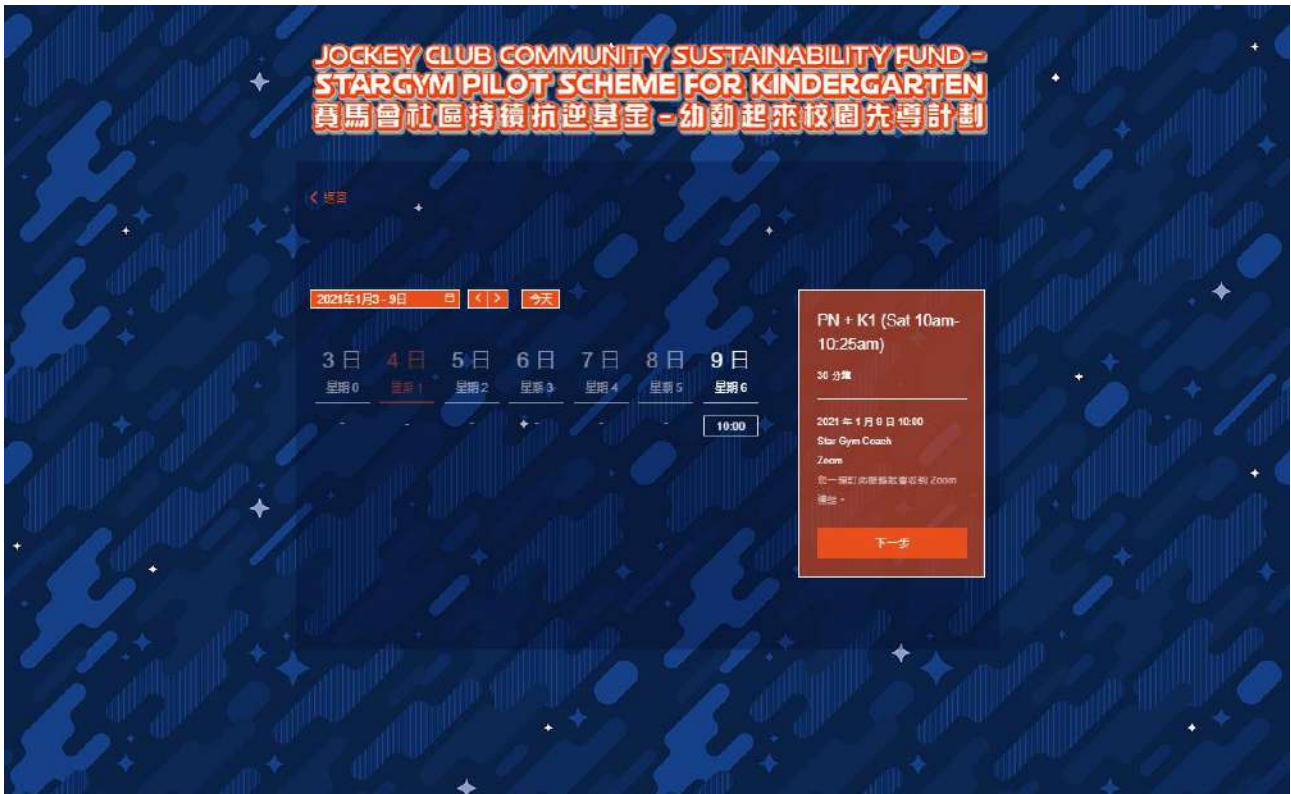 JOCKEY CLUB COMMUNITY SUSTAINABILITY FUND -
STARGYM PILOT SCHEME FOR KINDERGARTEN
賽馬會社區持續抗逆基金 - 幼動起來校園先導計劃
返回
2021年1月3 - 9日
今天
3日 4日 5日 6日 7日 8日 9日
星期0 星期1 星期2 星期3 星期4 星期5 星期6
- - - - - - 10:00
PN + K1 (Sat 10am-
10:25am)
30 分鐘
2021 年 1 月 9 日 10:00
Star Gym Coach
Zoom
Zoom
下一步